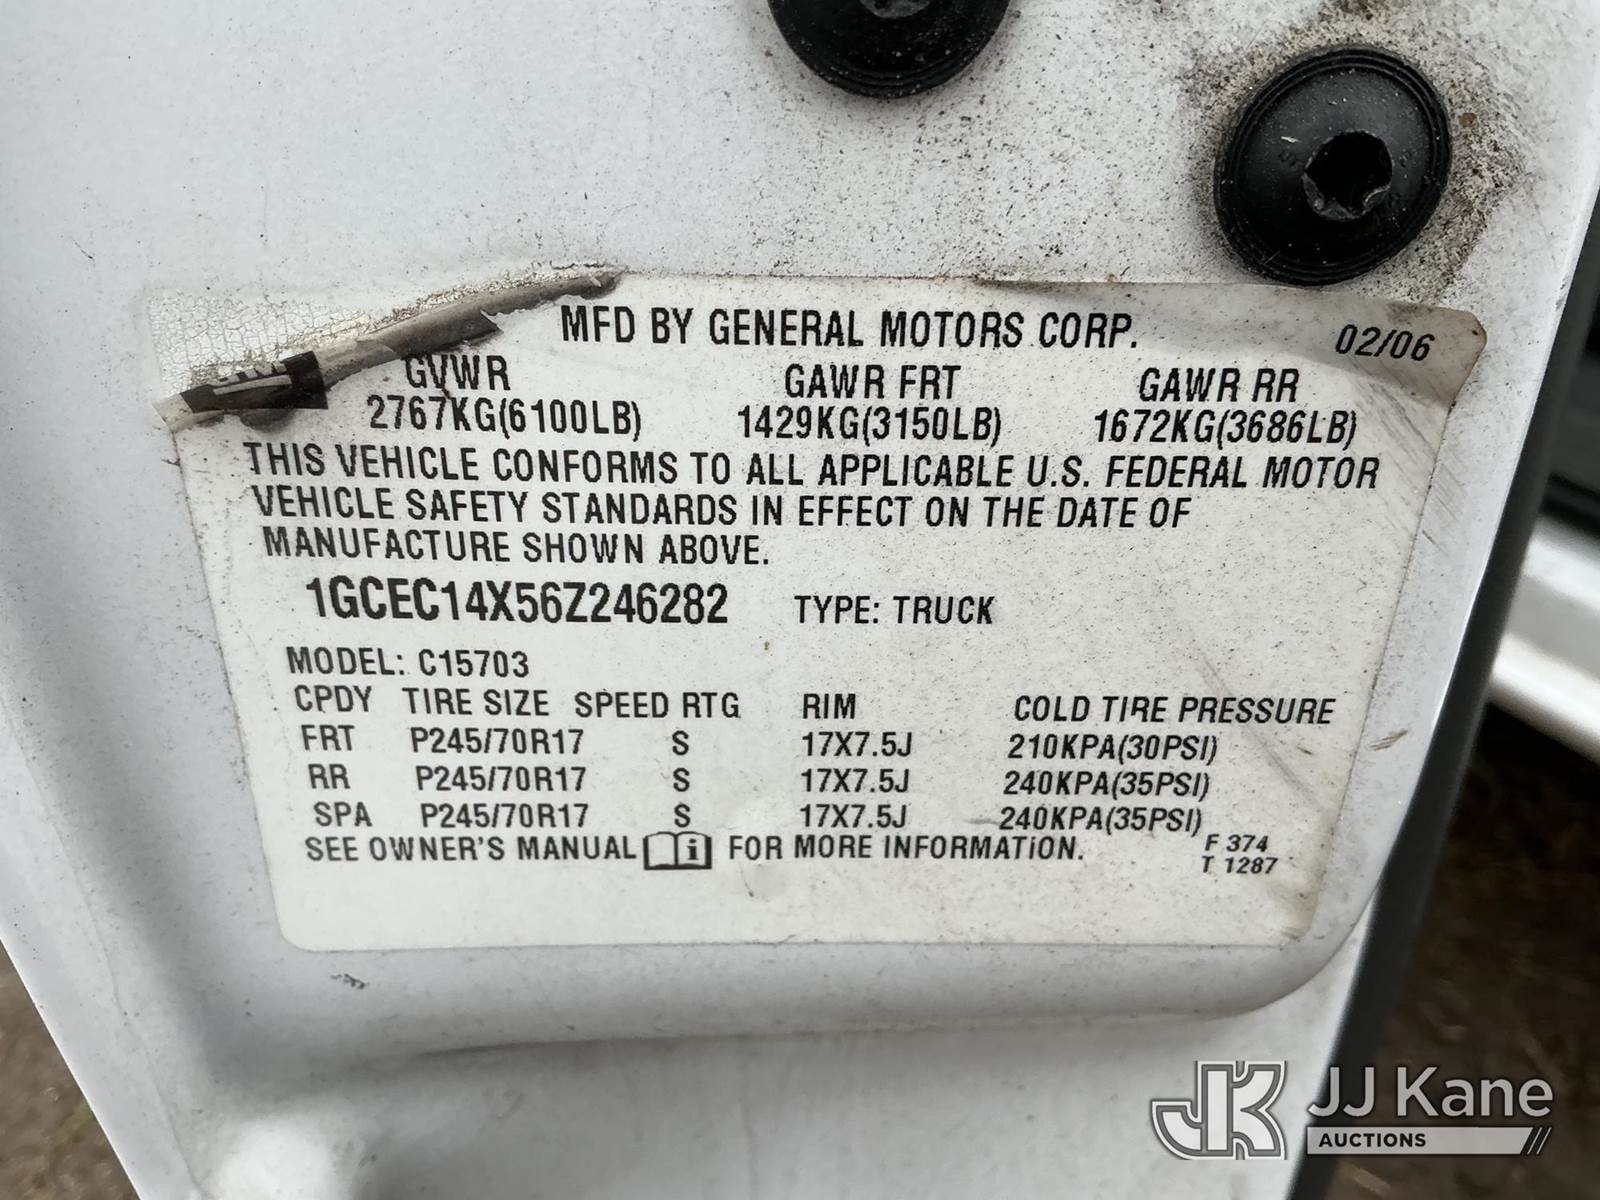 MFD BY GENERAL MOTORS CORP. 02/06
GVWR GAWR FRT GAWR RR
2767KG(6100LB) 1429KG(3150LB) 1672KG(3686LB)
THIS VEHICLE CONFORMS TO ALL APPLICABLE U.S. FEDERAL MOTOR
VEHICLE SAFETY STANDARDS IN EFFECT ON THE DATE OF
MANUFACTURE SHOWN ABOVE.
1GCEC14X56Z246282 TYPE: TRUCK
MODEL: C15703
CPDY TIRE SIZE SPEED RTG RIM COLD TIRE PRESSURE
FRT P245/70R17 S 17X7.5J 210KPA(30PSI)
RR P245/70R17 S 17X7.5J 240KPA(35PSI)
SPA P245/70R17 S 17X7.5J 240KPA(35PSI)
SEE OWNER'S MANUAL i FOR MORE INFORMATION. F 374
T 1287
JK JJ Kane
AUCTIONS